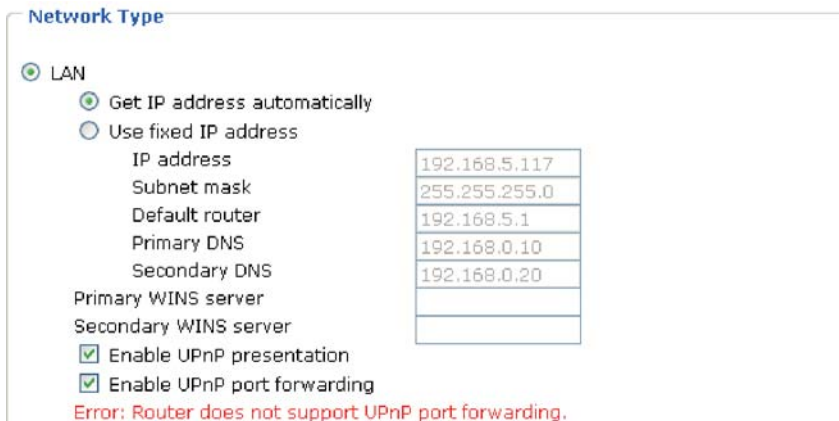 Network Type
LAN
Get IP address automatically
Use fixed IP address
IP address 192.168.5.117
Subnet mask 255.255.255.0
Default router 192.168.5.1
Primary DNS 192.168.0.10
Secondary DNS 192.168.0.20
Primary WINS server
Secondary WINS server
Enable UPnP presentation
Enable UPnP port forwarding
Error: Router does not support UPnP port forwarding.